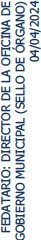 FEDATARIO: DIRECTOR DE LA OFICINA DE
GOBIERNO MUNICIPAL (SELLO DE ÓRGANO)
04/04/2024